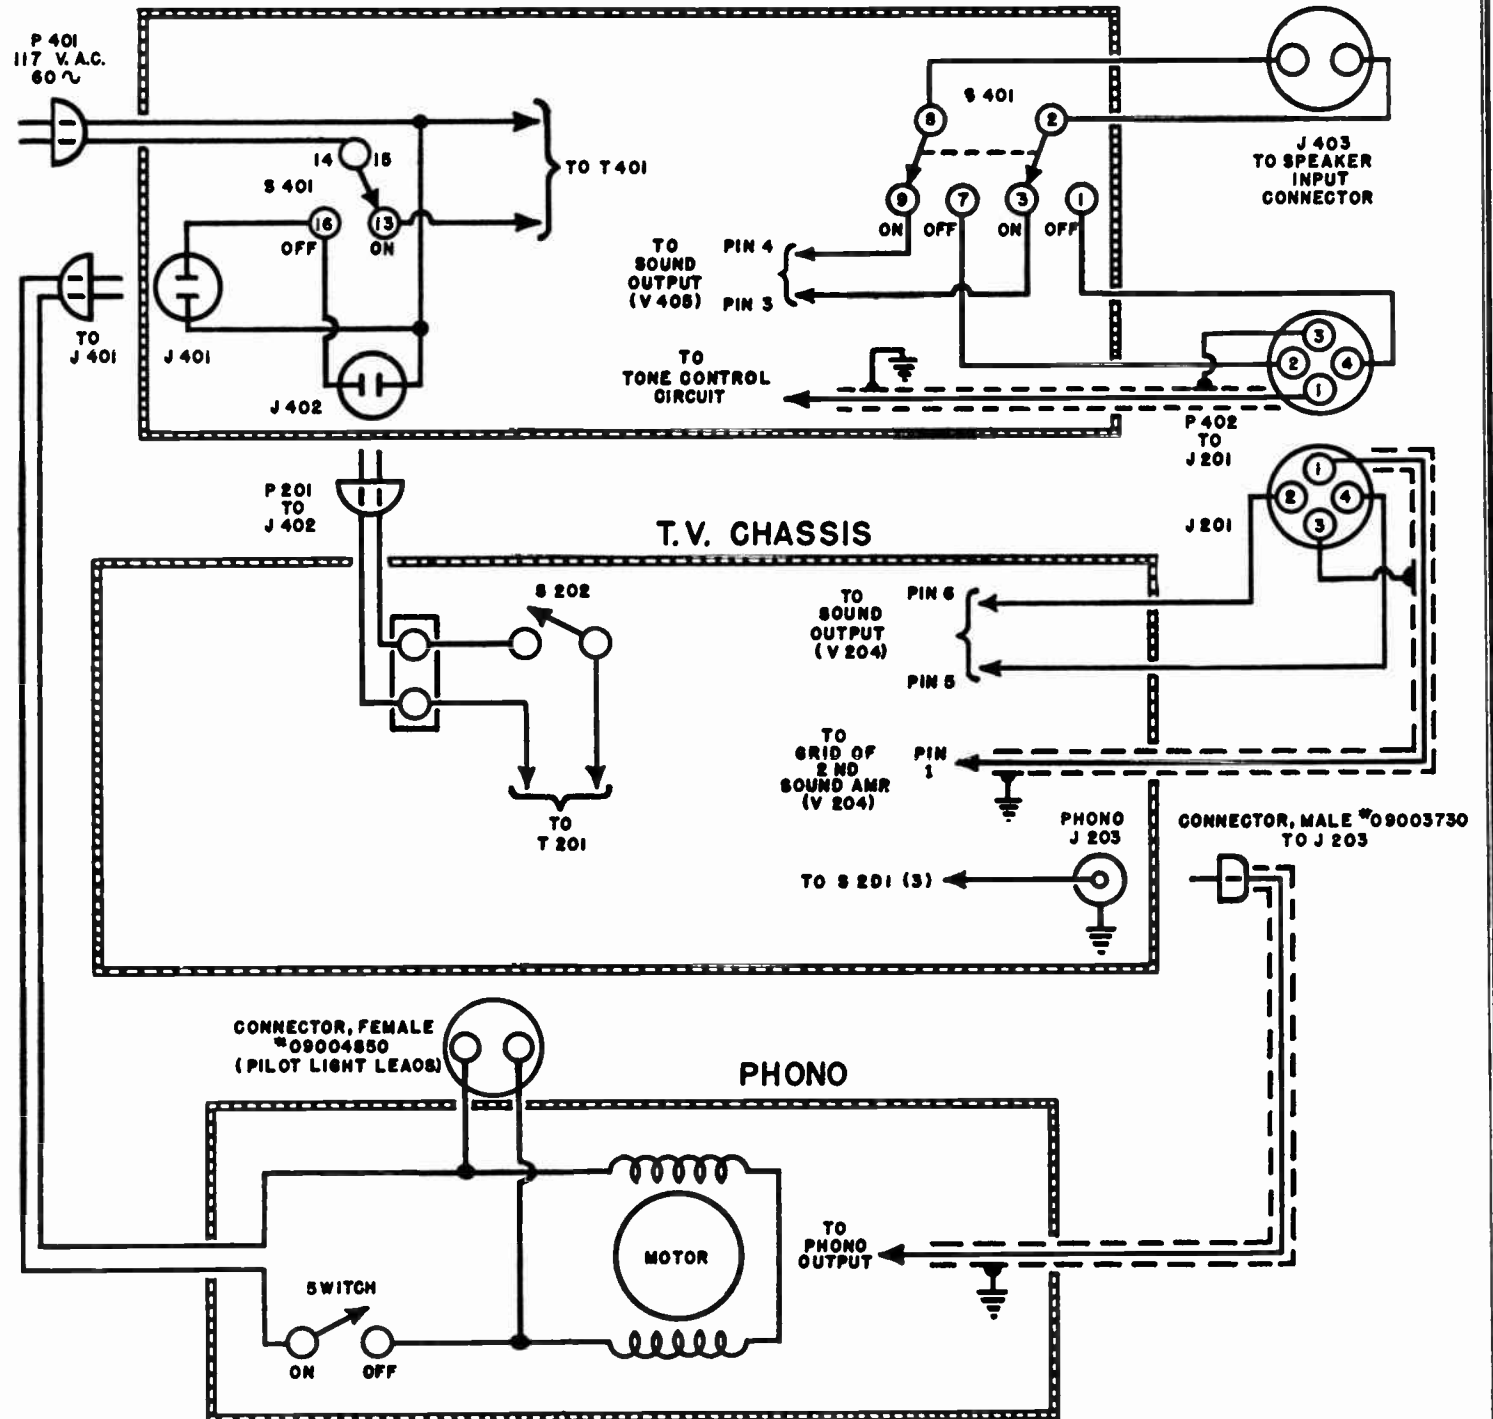 P 401
117 V. A.C.
60 ∿
14 15
S 401
16
13
OFF
ON
TO T 401
TO
J 401
J 401
J 402
S 401
8
2
9
7
3
1
ON
OFF
ON
OFF
J 403
TO SPEAKER
INPUT
CONNECTOR
TO
SOUND
OUTPUT
(V 405)
PIN 4
PIN 3
TO
TONE CONTROL
CIRCUIT
3
2
4
1
P 402
TO
J 201
P 201
TO
J 402
T.V. CHASSIS
J 201
1
2
4
3
S 202
TO
T 201
TO
SOUND
OUTPUT
(V 204)
PIN 6
PIN 5
TO
GRID OF
2 ND
SOUND AMR
(V 204)
PIN
1
PHONO
J 203
TO S 2D1 (3)
CONNECTOR, MALE #09003730
TO J 203
CONNECTOR, FEMALE
#09004850
(PILOT LIGHT LEAOS)
PHONO
MOTOR
TO
PHONO
OUTPUT
SWITCH
ON
OFF